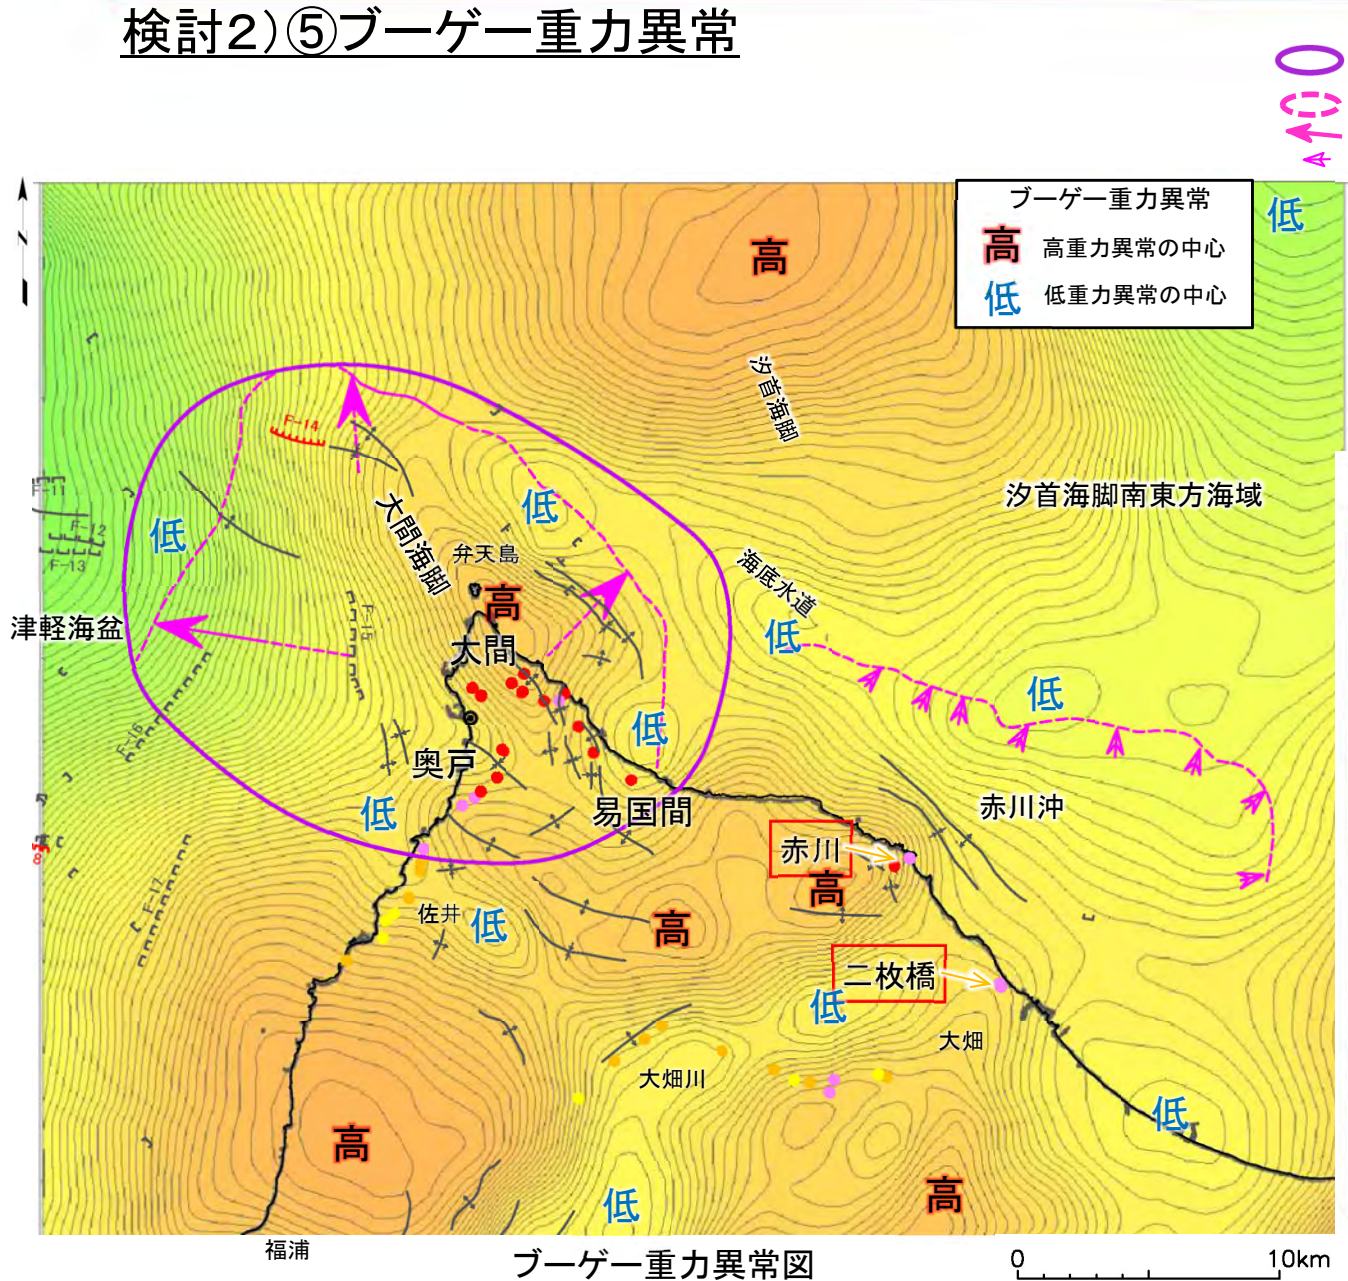 検討2)⑤ブーゲー重力異常
ブーゲー重力異常
高 高重力異常の中心
低 低重力異常の中心
低
高
汐首海脚
F-14
F-11
F-12
F-13
低
大間海脚
低
汐首海脚南東方海域
弁天島
海底水道
高
F-15
津軽海盆
低
大間
低
低
F-16
奥戸
低
易国間
赤川沖
赤川
高
F-17
佐井
低
高
二枚橋
低
大畑
大畑川
低
高
低
高
福浦
ブーゲー重力異常図
0 10km